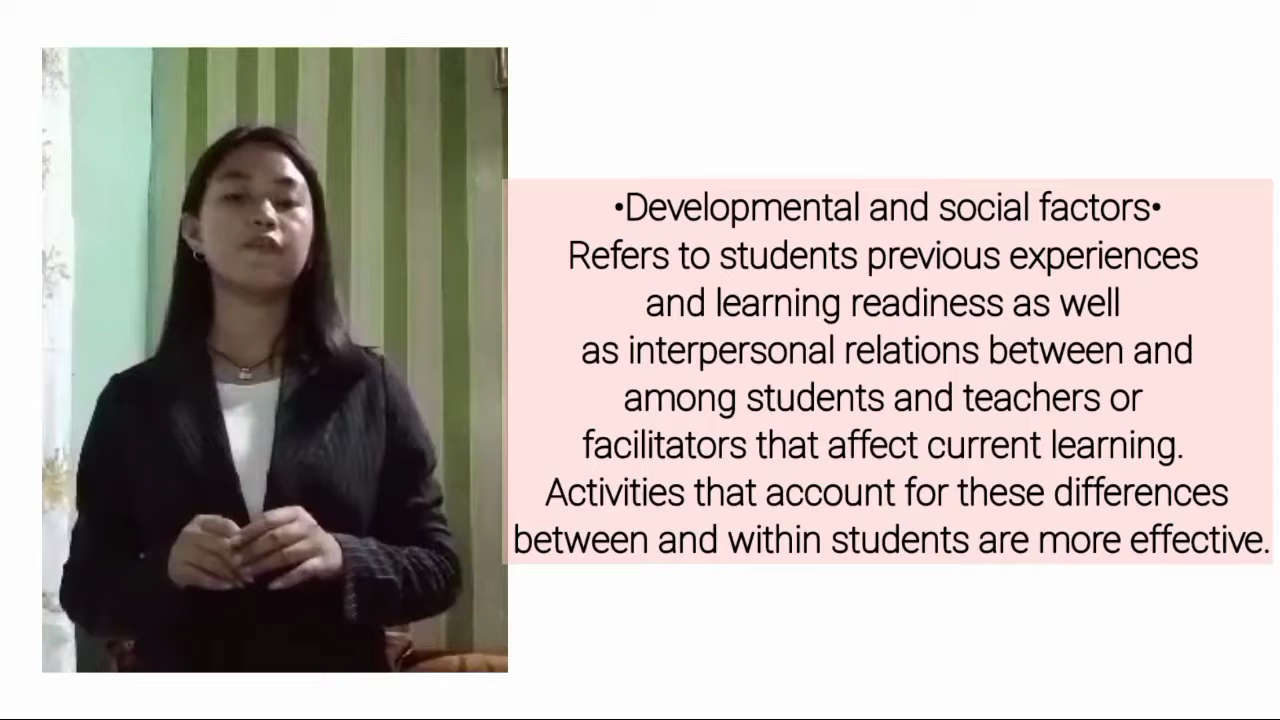 •Developmental and social factors•
Refers to students previous experiences
and learning readiness as well
as interpersonal relations between and
among students and teachers or
facilitators that affect current learning.
Activities that account for these differences
between and within students are more effective.